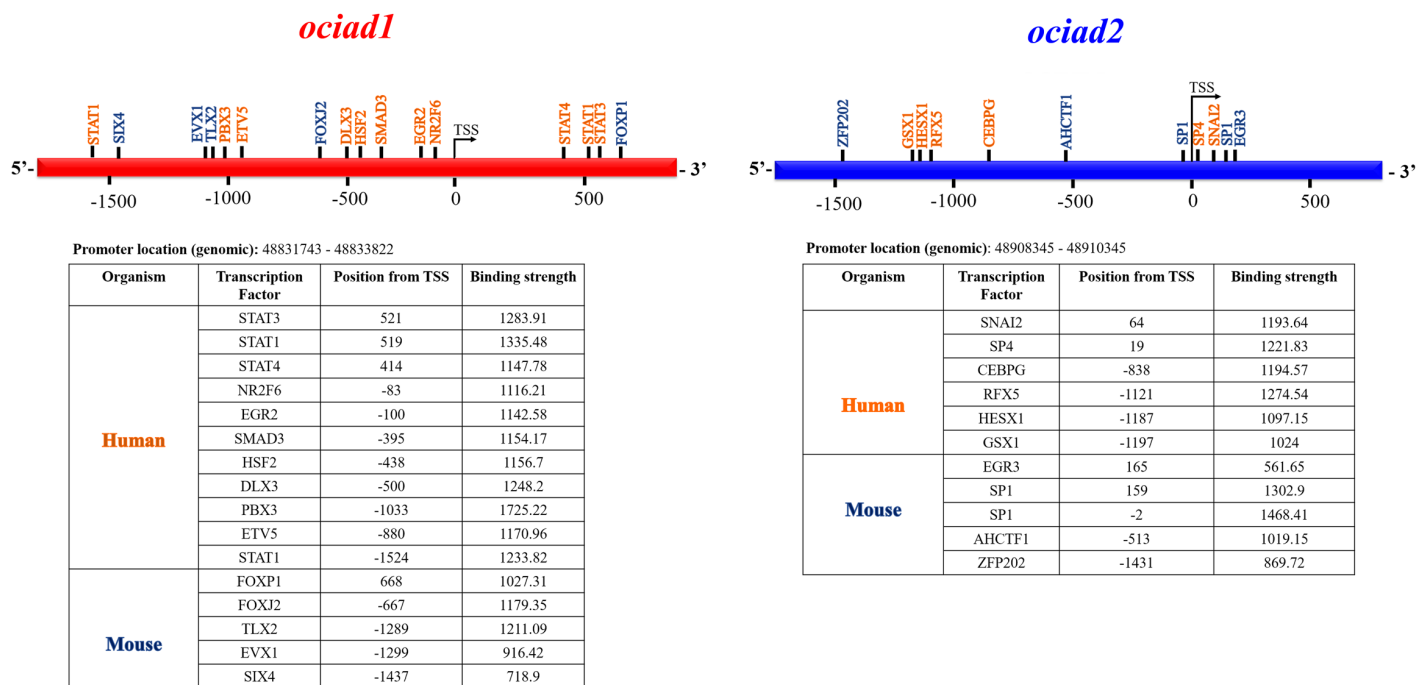 ociad1
STAT1 SIX4 EVX1 TLX2 PBX3 ETV5 FOXJ2 DLX3 HSF2 SMAD3 EGR2 NR2F6 TSS STAT4 STAT1 STAT3 FOXP1
5’- - 3’
-1500 -1000 -500 0 500
Promoter location (genomic): 48831743 - 48833822
Organism Transcription Factor Position from TSS Binding strength
Human
STAT3 521 1283.91
STAT1 519 1335.48
STAT4 414 1147.78
NR2F6 -83 1116.21
EGR2 -100 1142.58
SMAD3 -395 1154.17
HSF2 -438 1156.7
DLX3 -500 1248.2
PBX3 -1033 1725.22
ETV5 -880 1170.96
STAT1 -1524 1233.82
Mouse
FOXP1 668 1027.31
FOXJ2 -667 1179.35
TLX2 -1289 1211.09
EVX1 -1299 916.42
SIX4 -1437 718.9
ociad2
ZFP202 GSX1 HESX1 RFX5 CEBPG AHCTF1 SP1 TSS SP4 SNAI2 SP1 EGR3
5’- - 3’
-1500 -1000 -500 0 500
Promoter location (genomic): 48908345 - 48910345
Organism Transcription Factor Position from TSS Binding strength
Human
SNAI2 64 1193.64
SP4 19 1221.83
CEBPG -838 1194.57
RFX5 -1121 1274.54
HESX1 -1187 1097.15
GSX1 -1197 1024
Mouse
EGR3 165 561.65
SP1 159 1302.9
SP1 -2 1468.41
AHCTF1 -513 1019.15
ZFP202 -1431 869.72